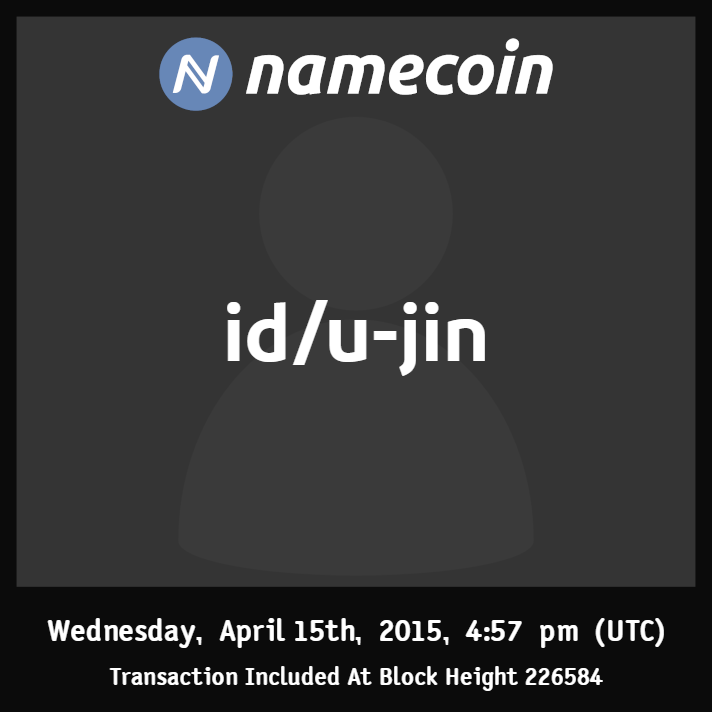 namecoin
id/u-jin
Wednesday, April 15th, 2015, 4:57 pm (UTC)
Transaction Included At Block Height 226584